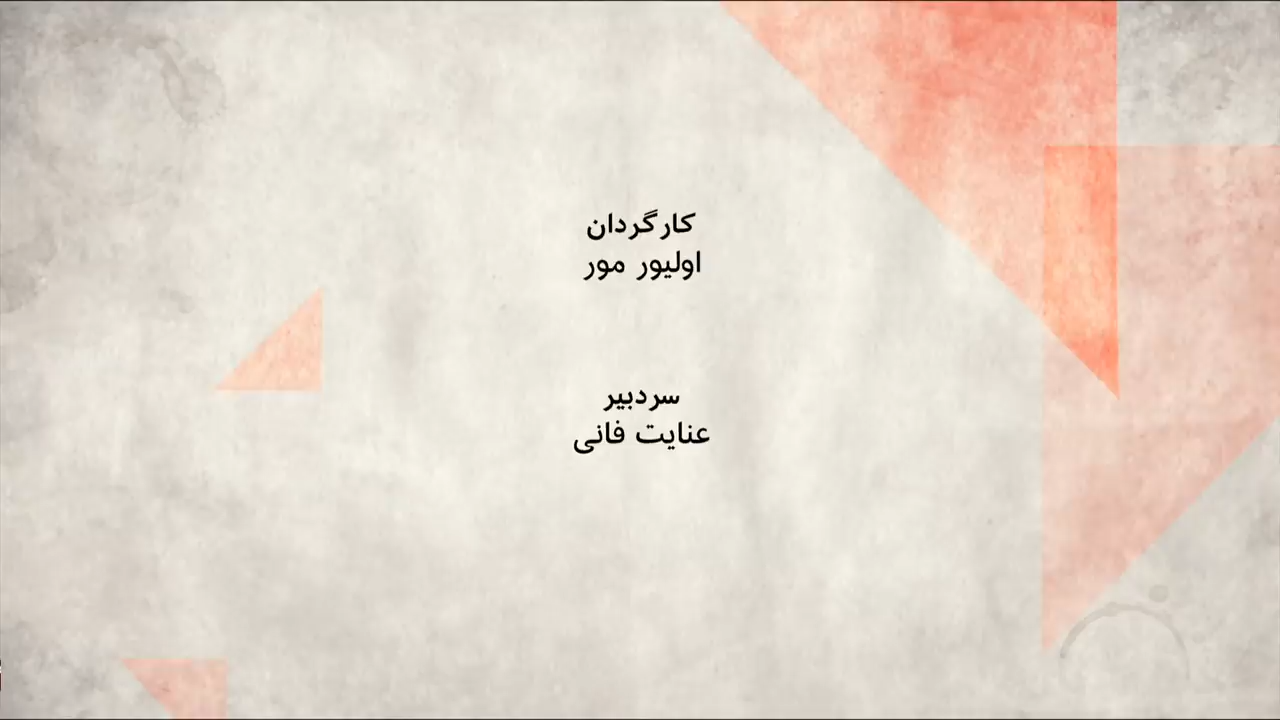 کارگردان
اولیور مور
سردبیر
عنایت فانی